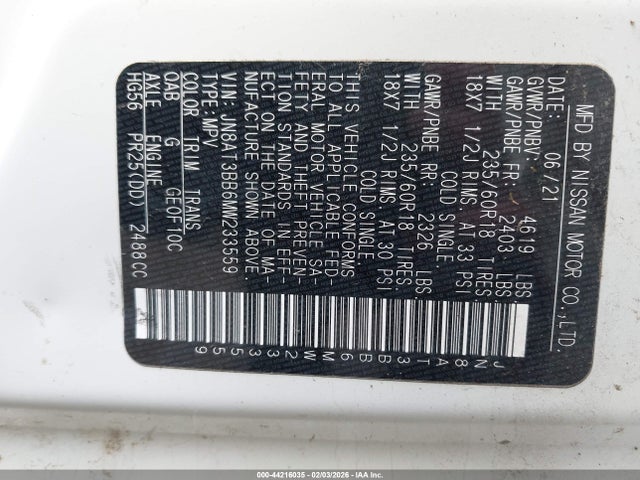 MFD BY NISSAN MOTOR CO.,LTD.
DATE: 06/21
GVWR/PNBV: 4619 LBS
GAWR/PNBE FR: 2403 LBS
WITH 235/60R18 TIRES
18X7 1/2J RIMS AT 33 PSI
COLD SINGLE.
GAWR/PNBE RR: 2326 LBS
WITH 235/60R18 TIRES
18X7 1/2J RIMS AT 30 PSI
COLD SINGLE.
THIS VEHICLE CONFORMS
TO ALL APPLICABLE FED-
ERAL MOTOR VEHICLE SA-
FETY AND THEFT PREVEN-
TION STANDARDS IN EFF-
ECT ON THE DATE OF MA-
NUFACTURE SHOWN ABOVE.
VIN: JN8AT3BB6MW233559
TYPE: MPV
COLOR TRIM TRANS
QAB G GE0F10C
AXLE ENGINE
HG56 PR25(DD) 2488CC
JN8AT3BB6MW233559
000-44216035 - 02/03/2026 - IAAI.COM